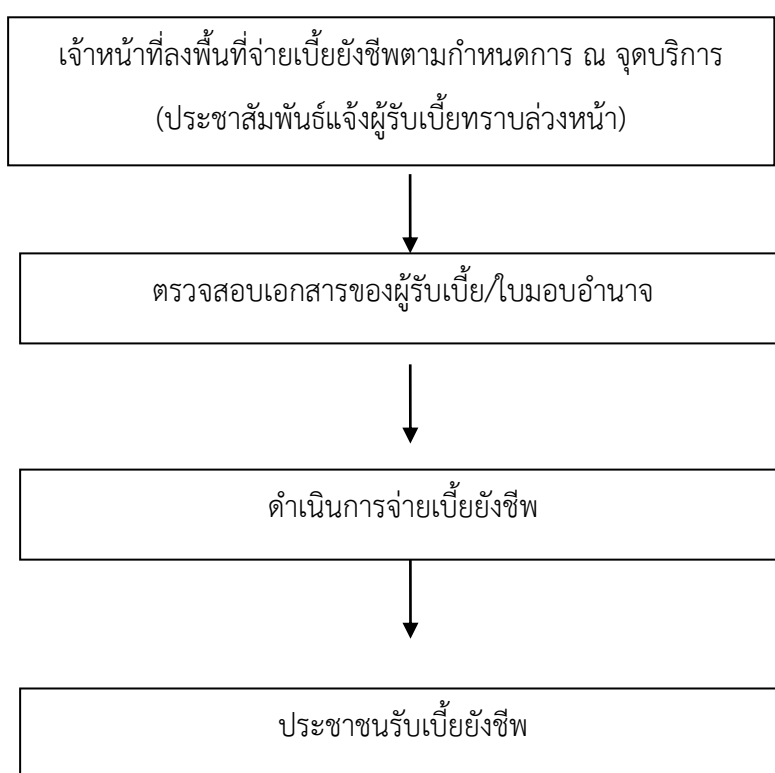 เจ้าหน้าที่ลงพื้นที่จ่ายเบี้ยยังชีพตามกำหนดการ ณ จุดบริการ
(ประชาสัมพันธ์แจ้งผู้รับเบี้ยทราบล่วงหน้า)
ตรวจสอบเอกสารของผู้รับเบี้ย/ใบมอบอำนาจ
ดำเนินการจ่ายเบี้ยยังชีพ
ประชาชนรับเบี้ยยังชีพ